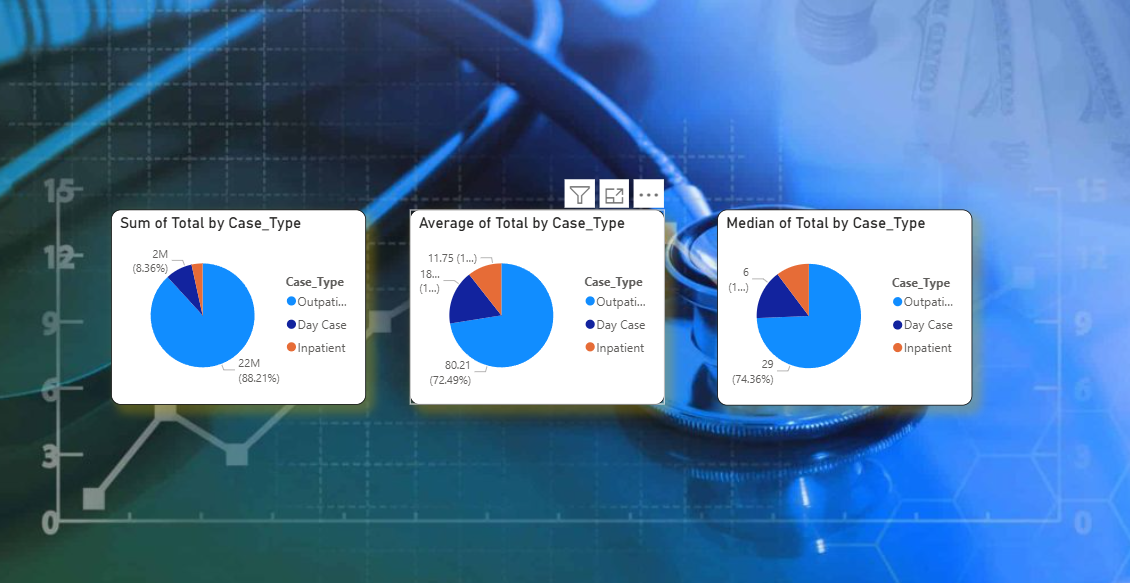 15
12
9
6
3
0
Sum of Total by Case_Type
2M
(8.36%)
22M
(88.21%)
Case_Type
Outpati...
Day Case
Inpatient
Average of Total by Case_Type
11.75 (1...)
18...
(1...)
80.21
(72.49%)
Case_Type
Outpati...
Day Case
Inpatient
Median of Total by Case_Type
6
(1...)
29
(74.36%)
Case_Type
Outpati...
Day Case
Inpatient
15
12
9
6
3
0